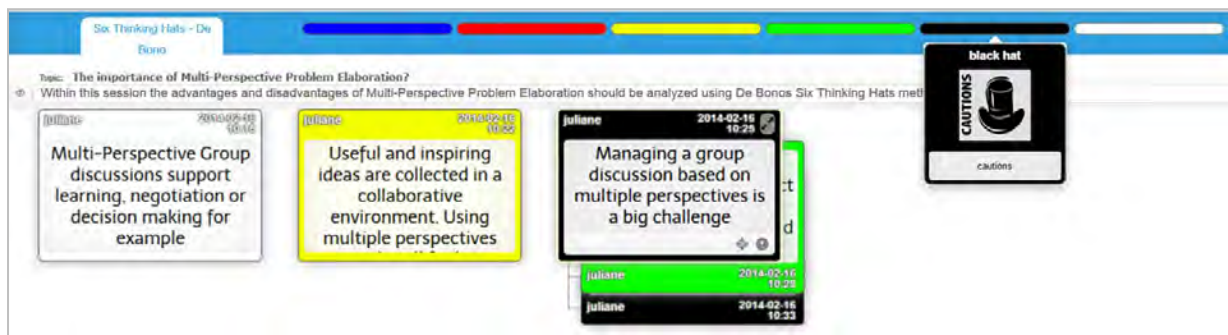 Six Thinking Hats - De
Bono
black hat
CAUTIONS
cautions
Topic: The importance of Multi-Perspective Problem Elaboration?
Within this session the advantages and disadvantages of Multi-Perspective Problem Elaboration should be analyzed using De Bonos Six Thinking Hats
juliane 2014-02-16
Multi-Perspective Group
discussions support
learning, negotiation or
decision making for
example
juliane 2014-02-16
10:22
Useful and inspiring
ideas are collected in a
collaborative
environment. Using
multiple perspectives
juliane 2014-02-16
10:25
Managing a group
discussion based on
multiple perspectives is
a big challenge
juliane 2014-02-16
juliane 2014-02-16
10:33